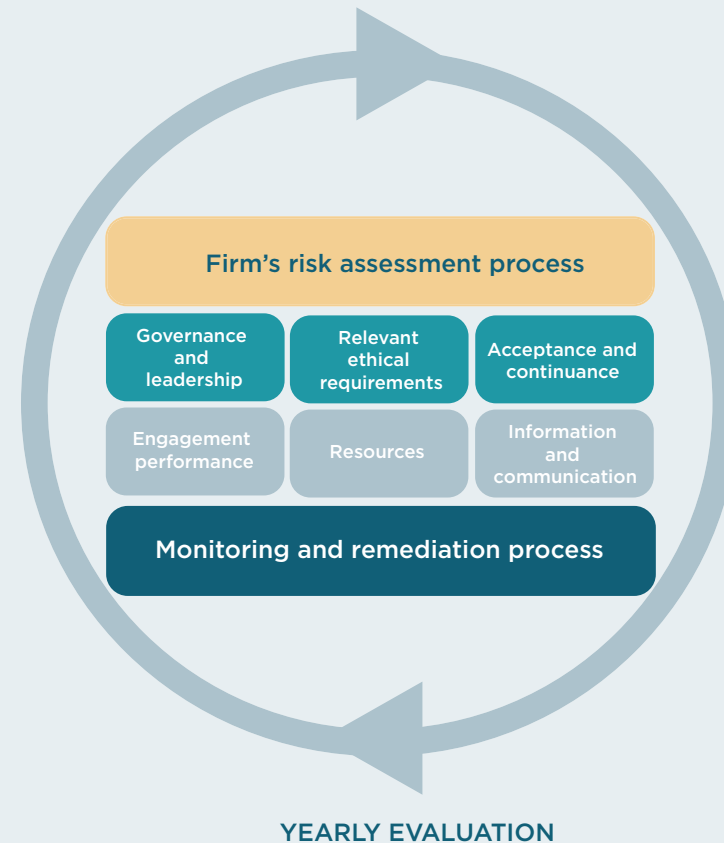 Firm’s risk assessment process
Governance
and
leadership
Relevant
ethical
requirements
Acceptance and
continuance
Engagement
performance
Resources
Information
and
communication
Monitoring and remediation process
YEARLY EVALUATION